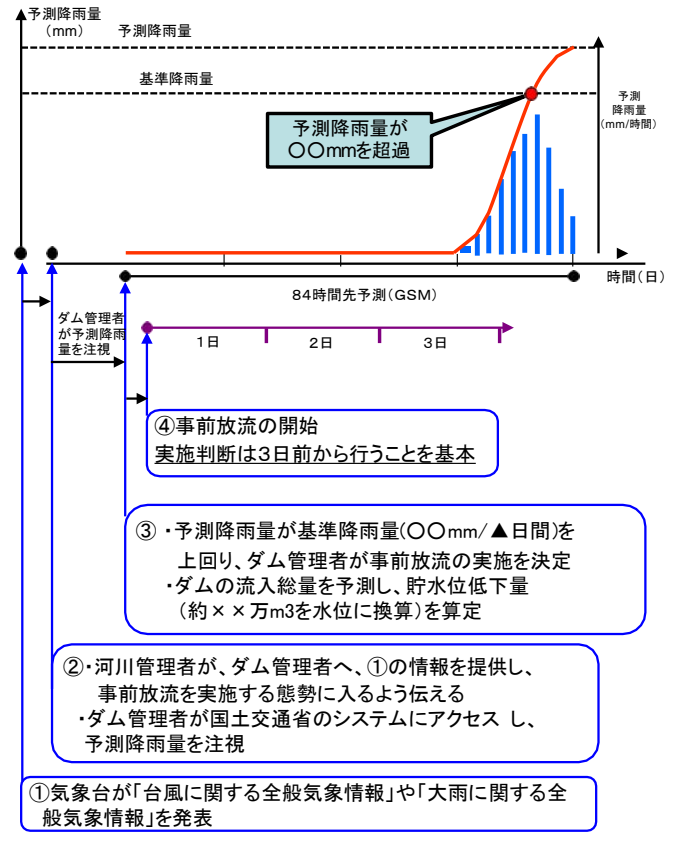 予測降雨量
(mm)
予測降雨量
基準降雨量
予測
降雨量
(mm/時間)
予測降雨量が
〇〇mmを超過
時間(日)
84時間先予測(GSM)
ダム管理者
が予測降雨
量を注視
1日
2日
3日
④事前放流の開始
実施判断は３日前から行うことを基本
③ ・予測降雨量が基準降雨量(〇〇mm/▲日間)を
上回り、ダム管理者が事前放流の実施を決定
・ダムの流入総量を予測し、貯水位低下量
(約××万m3を水位に換算)を算定
②・河川管理者が、ダム管理者へ、①の情報を提供し、
事前放流を実施する態勢に入るよう伝える
・ダム管理者が国土交通省のシステムにアクセス し、
予測降雨量を注視
①気象台が「台風に関する全般気象情報」や「大雨に関する全
般気象情報」を発表